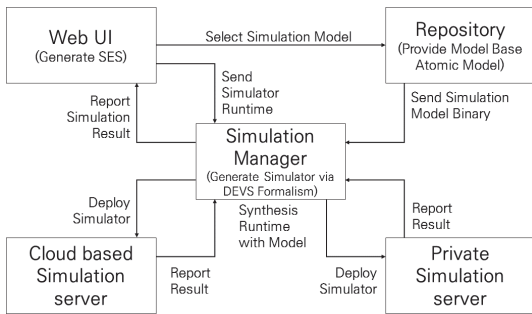 Web UI
(Generate SES)
Select Simulation Model
Repository
(Provide Model Base
Atomic Model)
Report
Simulation
Result
Send
Simulator
Runtime
Send Simulation
Model Binary
Simulation
Manager
(Generate Simulator via
DEVS Formalism)
Deploy
Simulator
Synthesis
Runtime
with Model
Report
Result
Cloud based
Simulation
server
Report
Result
Deploy
Simulator
Private
Simulation
server